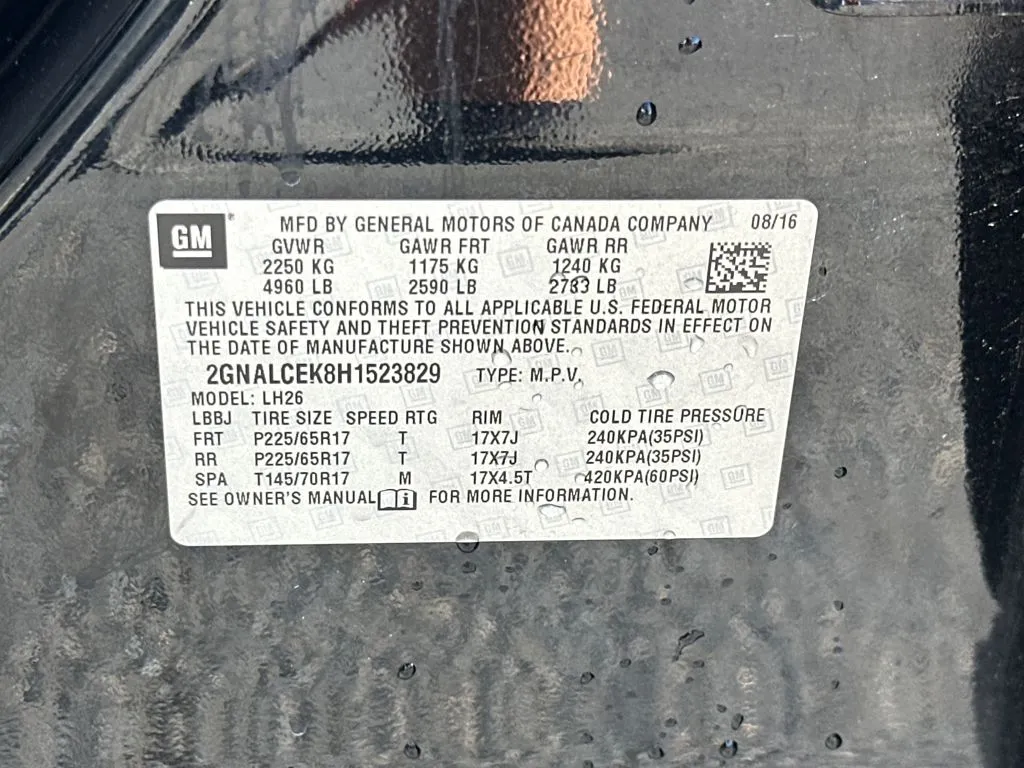 GM ® MFD BY GENERAL MOTORS OF CANADA COMPANY 08/16
GVWR GAWR FRT GAWR RR
2250 KG 1175 KG 1240 KG
4960 LB 2590 LB 2733 LB
THIS VEHICLE CONFORMS TO ALL APPLICABLE U.S. FEDERAL MOTOR
VEHICLE SAFETY AND THEFT PREVENTION STANDARDS IN EFFECT ON
THE DATE OF MANUFACTURE SHOWN ABOVE.
2GNALCEK8H1523829 TYPE: M.P.V.
MODEL: LH26
LBBJ TIRE SIZE SPEED RTG RIM COLD TIRE PRESSURE
FRT P225/65R17 T 17X7J 240KPA(35PSI)
RR P225/65R17 T 17X7J 240KPA(35PSI)
SPA T145/70R17 M 17X4.5T 420KPA(60PSI)
SEE OWNER'S MANUAL i FOR MORE INFORMATION.